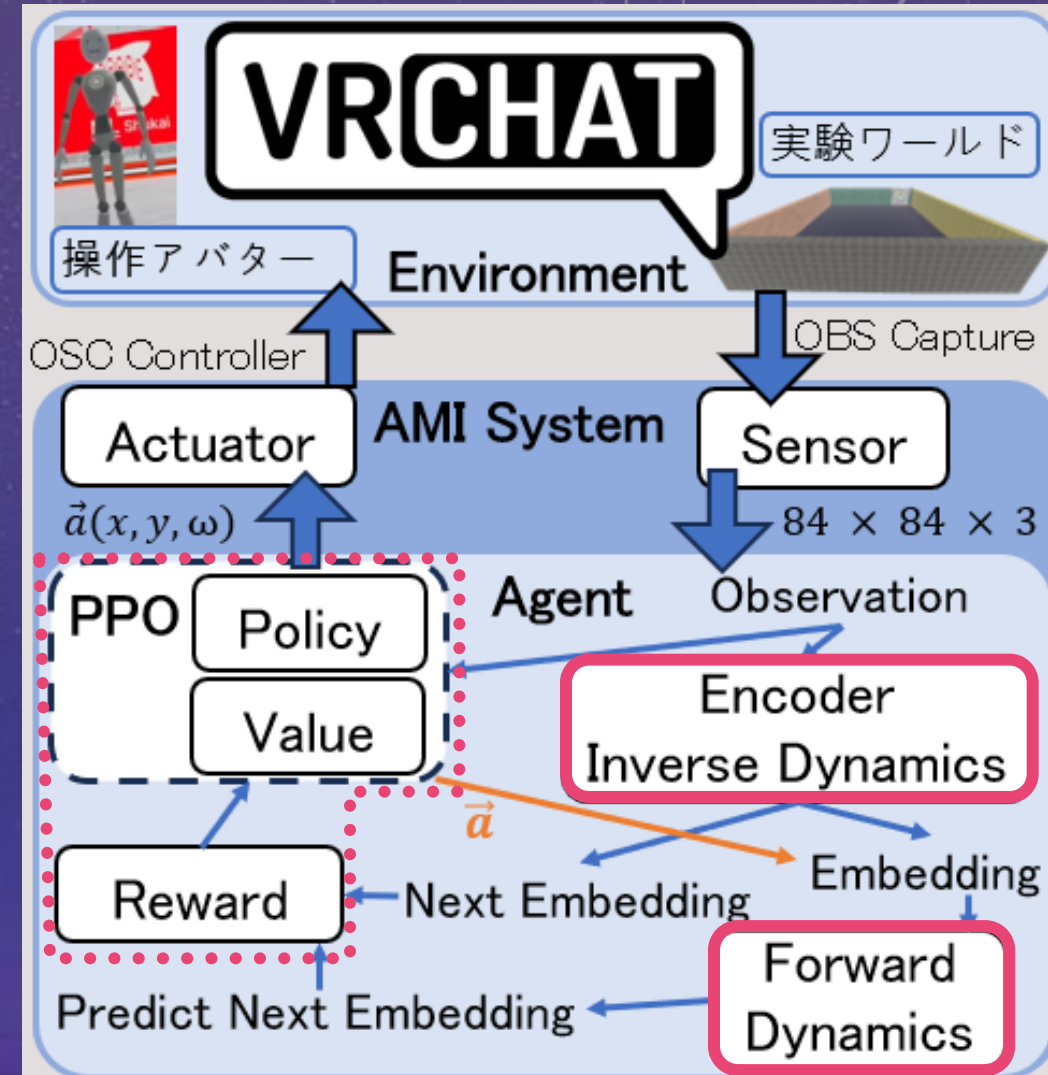 VRCHAT
実験ワールド
操作アバター
Environment
OSC Controller
OBS Capture
Actuator
AMI System
Sensor
a⃗(x, y, ω)
84 × 84 × 3
PPO
Policy
Value
Agent
Observation
Encoder
Inverse Dynamics
a⃗
Reward
Next Embedding
Embedding
Forward
Dynamics
Predict Next Embedding